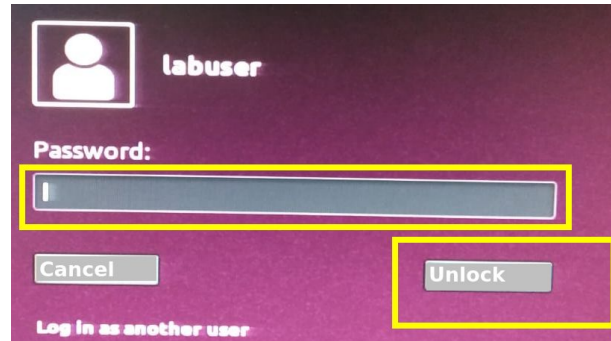 labuser
Password:
Cancel
Unlock
Log in as another user